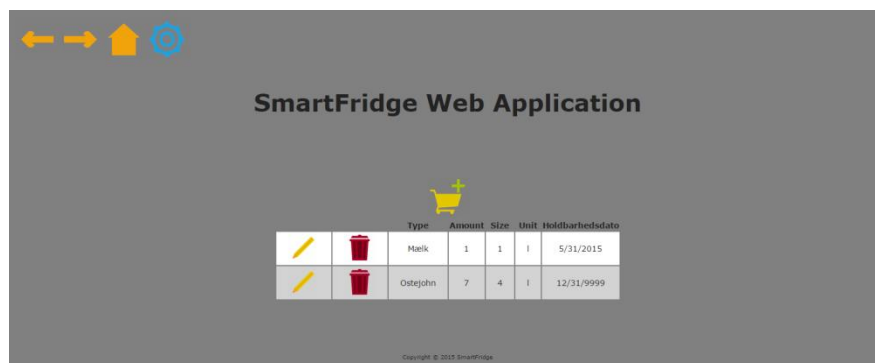 SmartFridge Web Application
Type Amount Size Unit Holdbarhedsdato
Mælk 1 1 l 5/31/2015
Ostejohn 7 4 l 12/31/9999
Copyright © 2015 SmartFridge